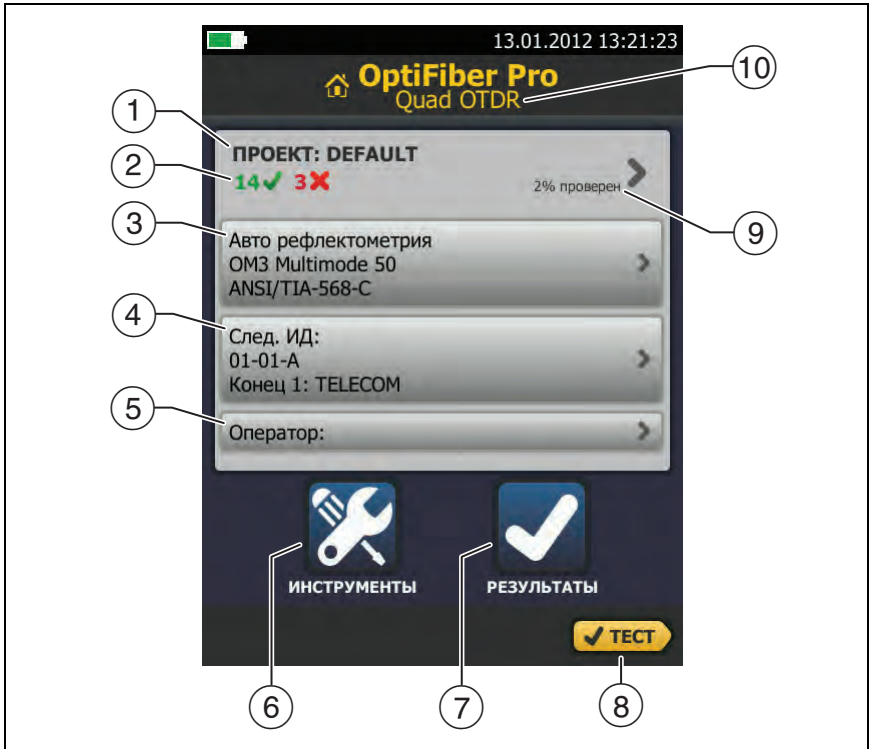 13.01.2012 13:21:23
OptiFiber Pro
Quad OTDR
10
1
ПРОЕКТ: DEFAULT
2
14 3
2% проверен
9
3
Авто рефлектометрия
OM3 Multimode 50
ANSI/TIA-568-C
4
След. ИД:
01-01-A
Конец 1: TELECOM
5
Оператор:
ИНСТРУМЕНТЫ
РЕЗУЛЬТАТЫ
ТЕСТ
6
7
8